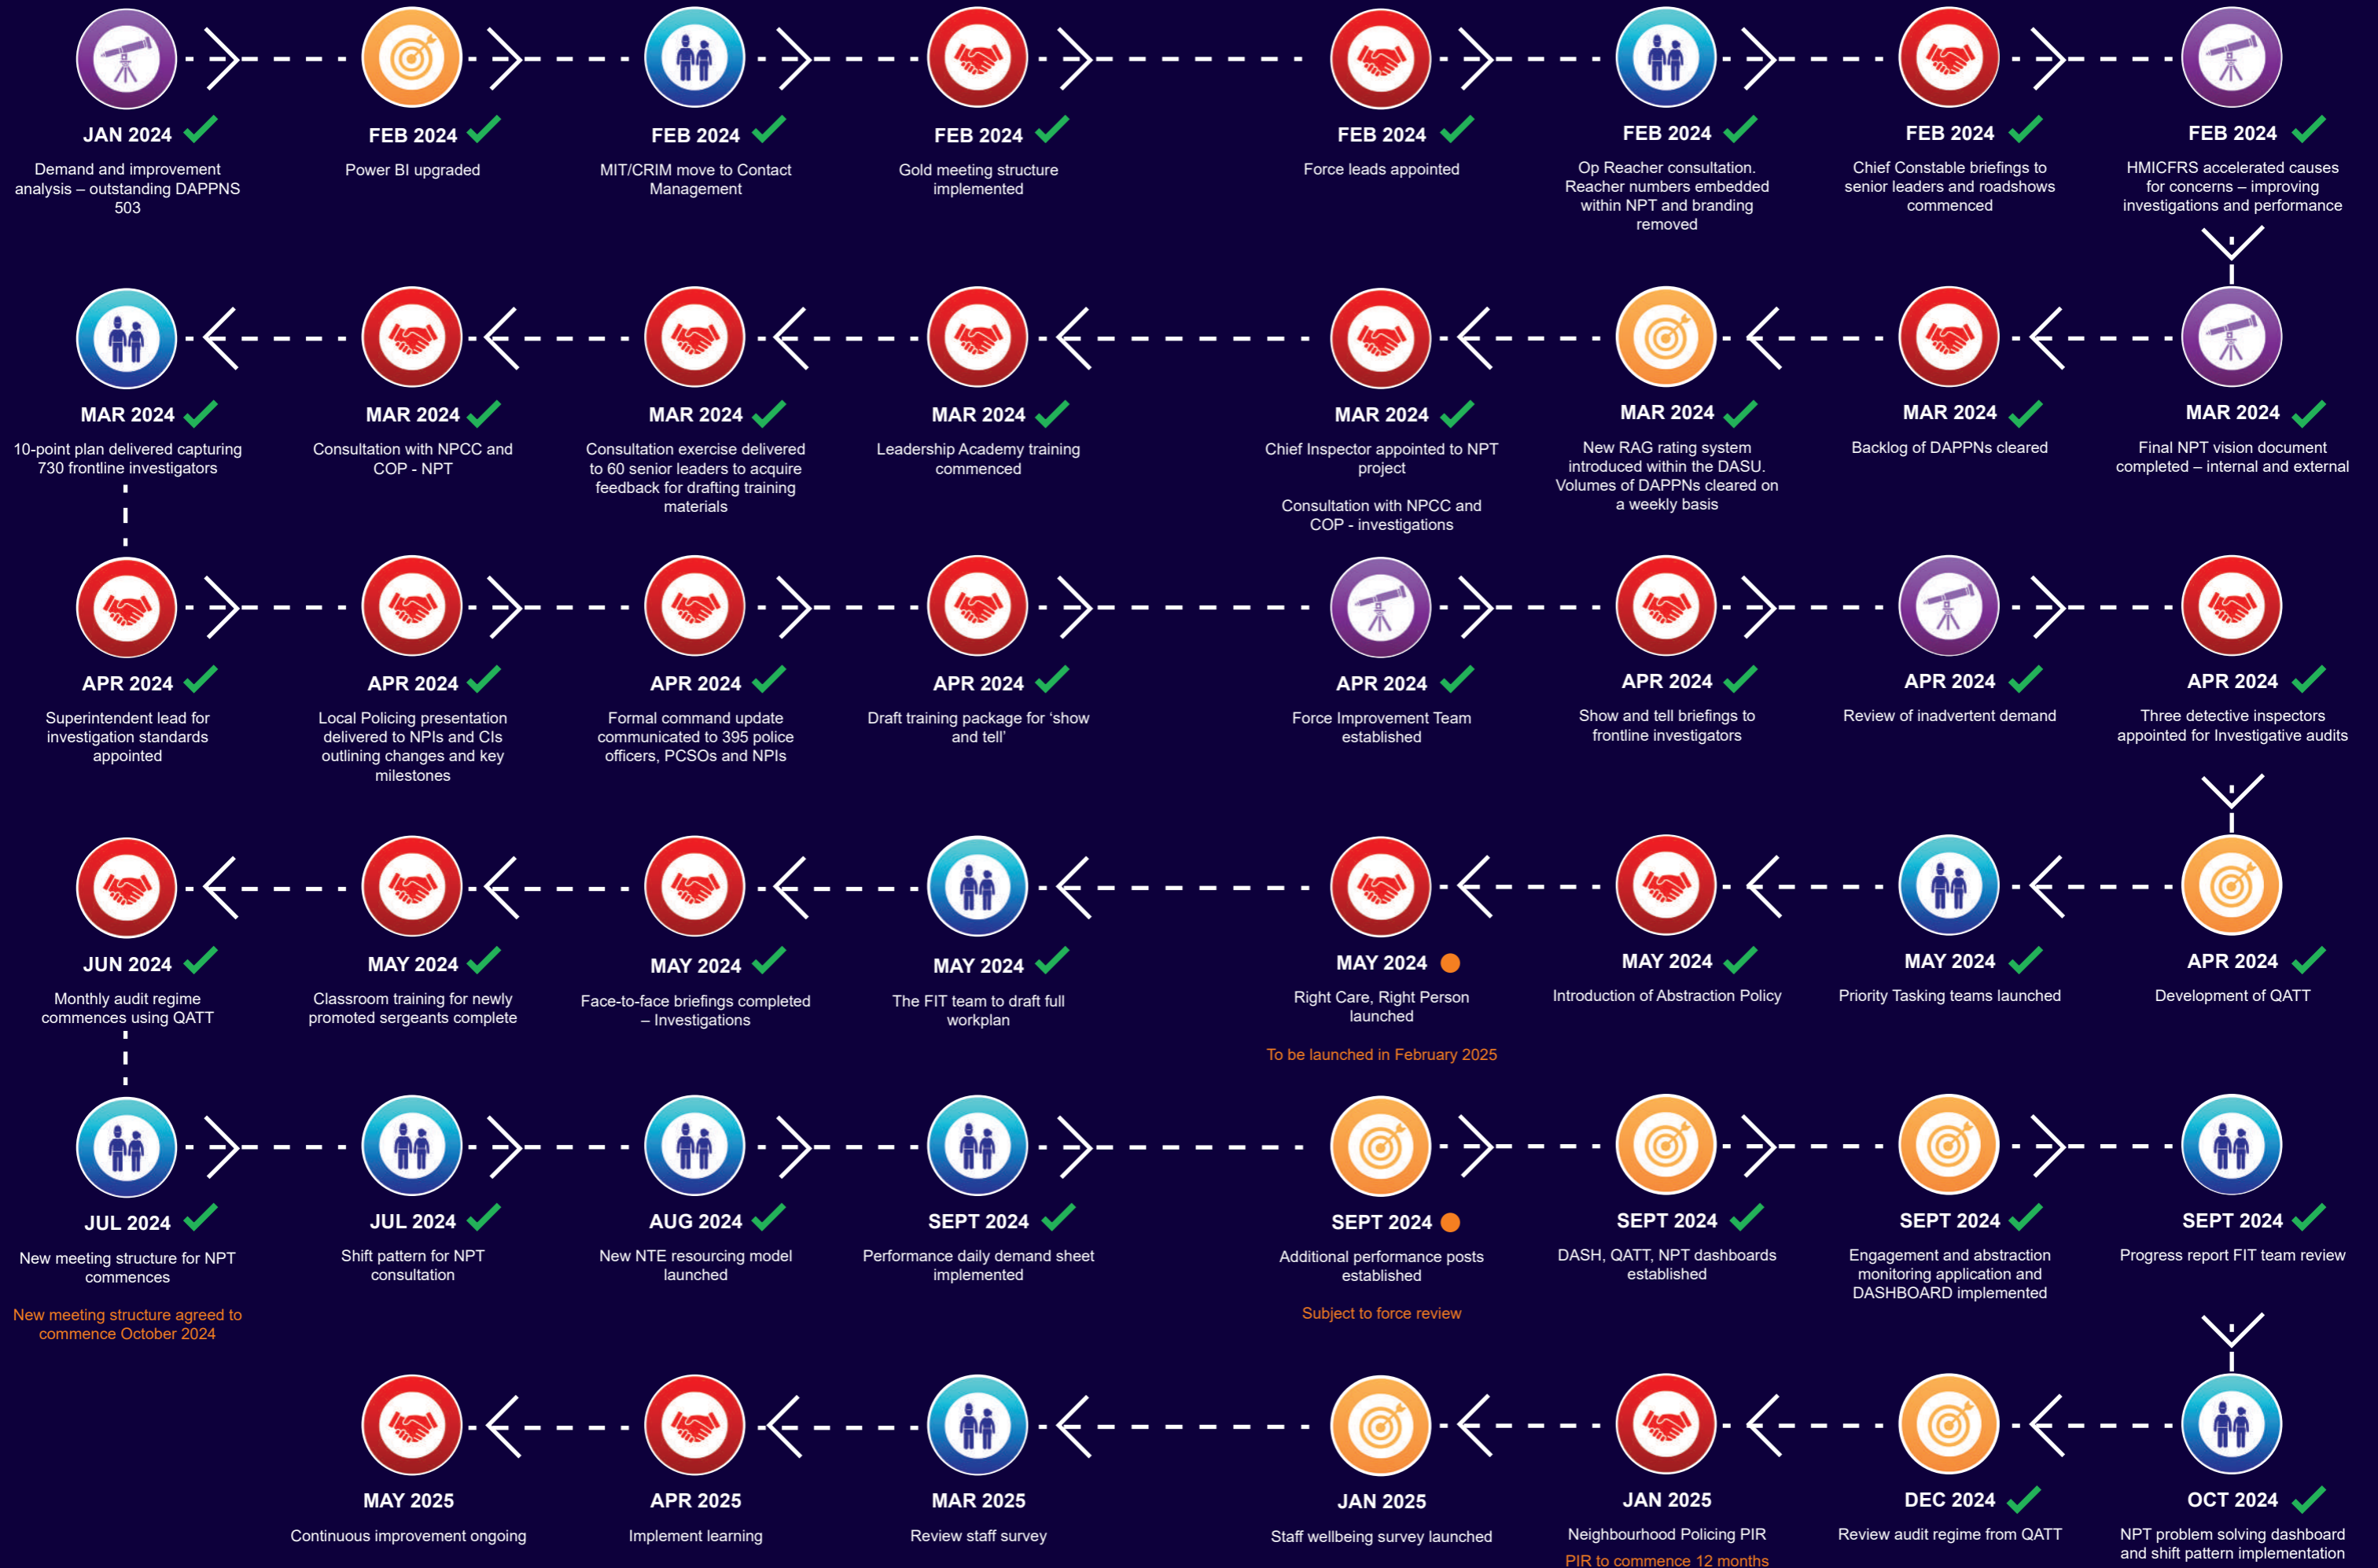 JAN 2024
Demand and improvement
analysis – outstanding DAPPNS
503
FEB 2024
Power BI upgraded
FEB 2024
MIT/CRIM move to Contact
Management
FEB 2024
Gold meeting structure
implemented
FEB 2024
Force leads appointed
FEB 2024
Op Reacher consultation.
Reacher numbers embedded
within NPT and branding
removed
FEB 2024
Chief Constable briefings to
senior leaders and roadshows
commenced
FEB 2024
HMICFRS accelerated causes
for concerns – improving
investigations and performance
MAR 2024
Final NPT vision document
completed – internal and external
MAR 2024
Backlog of DAPPNs cleared
MAR 2024
New RAG rating system
introduced within the DASU.
Volumes of DAPPNs cleared on
a weekly basis
MAR 2024
Chief Inspector appointed to NPT
project
Consultation with NPCC and
COP - investigations
MAR 2024
Leadership Academy training
commenced
MAR 2024
Consultation exercise delivered
to 60 senior leaders to acquire
feedback for drafting training
materials
MAR 2024
Consultation with NPCC and
COP - NPT
MAR 2024
10-point plan delivered capturing
730 frontline investigators
APR 2024
Superintendent lead for
investigation standards
appointed
APR 2024
Local Policing presentation
delivered to NPIs and CIs
outlining changes and key
milestones
APR 2024
Formal command update
communicated to 395 police
officers, PCSOs and NPIs
APR 2024
Draft training package for ‘show
and tell’
APR 2024
Force Improvement Team
established
APR 2024
Show and tell briefings to
frontline investigators
APR 2024
Review of inadvertent demand
APR 2024
Three detective inspectors
appointed for Investigative audits
APR 2024
Development of QATT
MAY 2024
Priority Tasking teams launched
MAY 2024
Introduction of Abstraction Policy
MAY 2024
Right Care, Right Person
launched
To be launched in February 2025
MAY 2024
The FIT team to draft full
workplan
MAY 2024
Face-to-face briefings completed
– Investigations
MAY 2024
Classroom training for newly
promoted sergeants complete
JUN 2024
Monthly audit regime
commences using QATT
JUL 2024
New meeting structure for NPT
commences
New meeting structure agreed to
commence October 2024
JUL 2024
Shift pattern for NPT
consultation
AUG 2024
New NTE resourcing model
launched
SEPT 2024
Performance daily demand sheet
implemented
SEPT 2024
Additional performance posts
established
Subject to force review
SEPT 2024
DASH, QATT, NPT dashboards
established
SEPT 2024
Engagement and abstraction
monitoring application and
DASHBOARD implemented
SEPT 2024
Progress report FIT team review
OCT 2024
NPT problem solving dashboard
and shift pattern implementation
DEC 2024
Review audit regime from QATT
JAN 2025
Neighbourhood Policing PIR
PIR to commence 12 months
JAN 2025
Staff wellbeing survey launched
MAR 2025
Review staff survey
APR 2025
Implement learning
MAY 2025
Continuous improvement ongoing